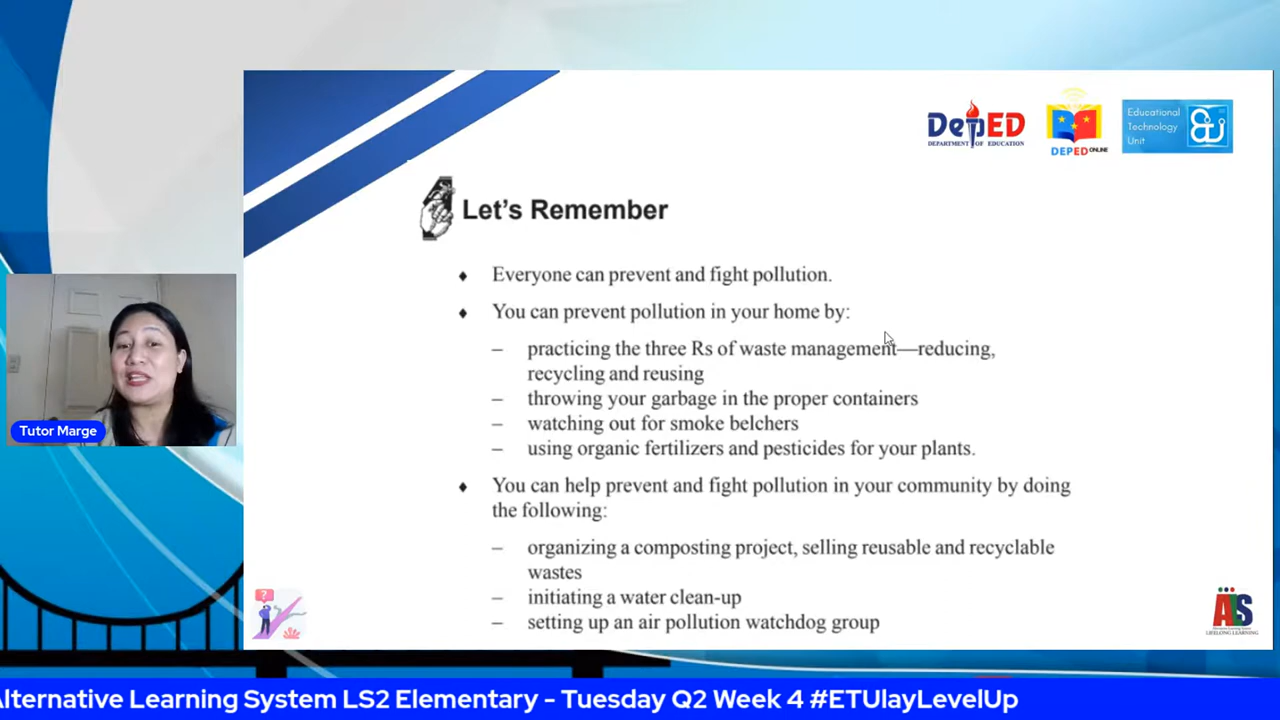 DepED
DEPARTMENT OF EDUCATION
DEPED ONLINE
Educational
Technology
Unit
Let's Remember
♦ Everyone can prevent and fight pollution.
♦ You can prevent pollution in your home by:
– practicing the three Rs of waste management—reducing,
recycling and reusing
– throwing your garbage in the proper containers
– watching out for smoke belchers
– using organic fertilizers and pesticides for your plants.
♦ You can help prevent and fight pollution in your community by doing
the following:
– organizing a composting project, selling reusable and recyclable
wastes
– initiating a water clean-up
– setting up an air pollution watchdog group
Tutor Marge
?
ALS
LIFELONG LEARNING
Alternative Learning System LS2 Elementary - Tuesday Q2 Week 4 #ETUlayLevelUp